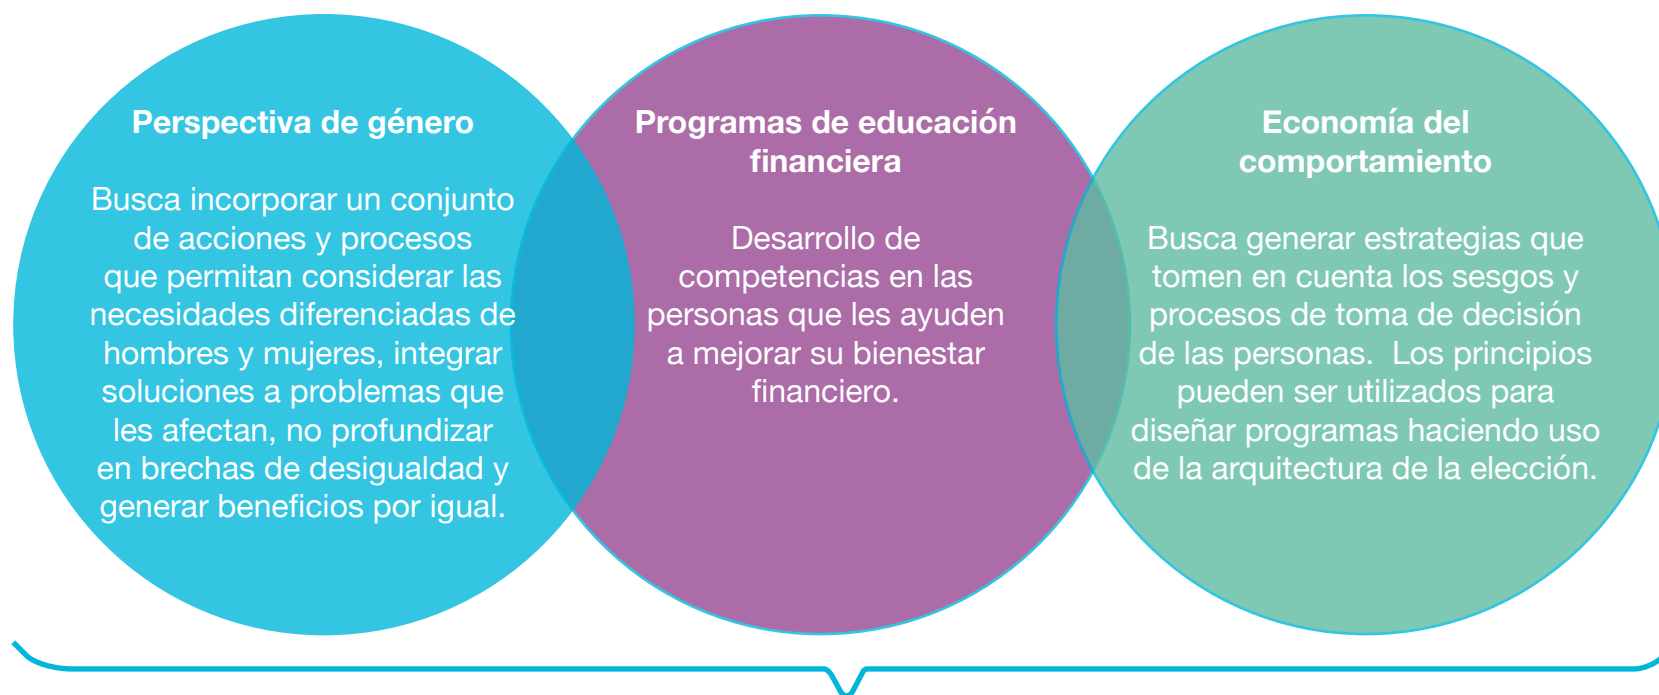 Perspectiva de género
Busca incorporar un conjunto
de acciones y procesos
que permitan considerar las
necesidades diferenciadas de
hombres y mujeres, integrar
soluciones a problemas que
les afectan, no profundizar
en brechas de desigualdad y
generar beneficios por igual.
Programas de educación
financiera
Desarrollo de
competencias en las
personas que les ayuden
a mejorar su bienestar
financiero.
Economía del
comportamiento
Busca generar estrategias que
tomen en cuenta los sesgos y
procesos de toma de decisión
de las personas.  Los principios
pueden ser utilizados para
diseñar programas haciendo uso
de la arquitectura de la elección.